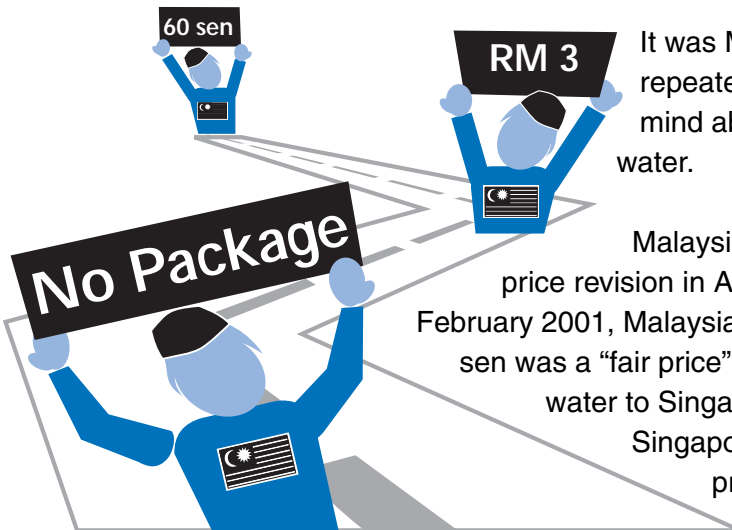 60 sen
RM 3
No Package
It was M
repeate
mind ab
water.
Malaysi
price revision in A
February 2001, Malaysia
sen was a “fair price”
water to Singa
Singapo
pr